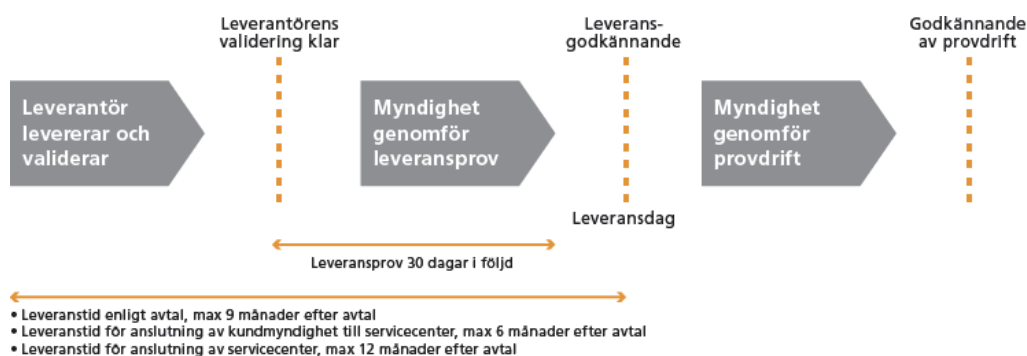 Leverantörens
validering klar
Leverans-
godkännande
Godkännande
av provdrift
Leverantör
levererar och
validerar
Myndighet
genomför
leveransprov
Myndighet
genomför
provdrift
Leveransdag
Leveransprov 30 dagar i följd
• Leveranstid enligt avtal, max 9 månader efter avtal
• Leveranstid för anslutning av kundmyndighet till servicecenter, max 6 månader efter avtal
• Leveranstid för anslutning av servicecenter, max 12 månader efter avtal